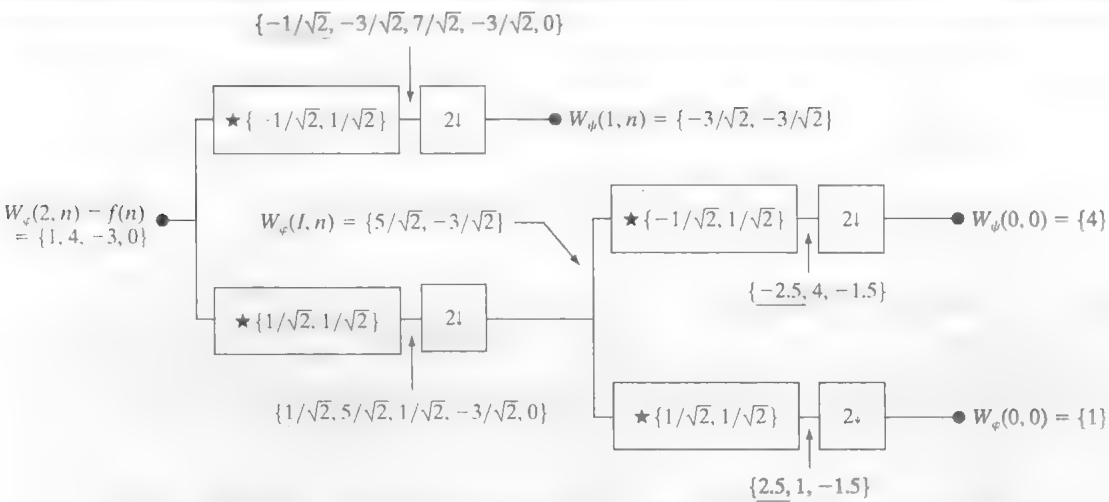 {−1/√2, −3/√2, 7/√2, −3/√2, 0}
★{ -1/√2, 1/√2}
2↓
W_ψ(1, n) = {−3/√2, −3/√2}
W_φ(2, n) − f(n)
= {1, 4, −3, 0}
W_φ(I, n) = {5/√2, −3/√2}
★{−1/√2, 1/√2}
2↓
W_ψ(0, 0) = {4}
{−2.5, 4, −1.5}
★{1/√2, 1/√2}
2↓
{1/√2, 5/√2, 1/√2, −3/√2, 0}
★{1/√2, 1/√2}
2↓
W_φ(0, 0) = {1}
{2.5, 1, −1.5}